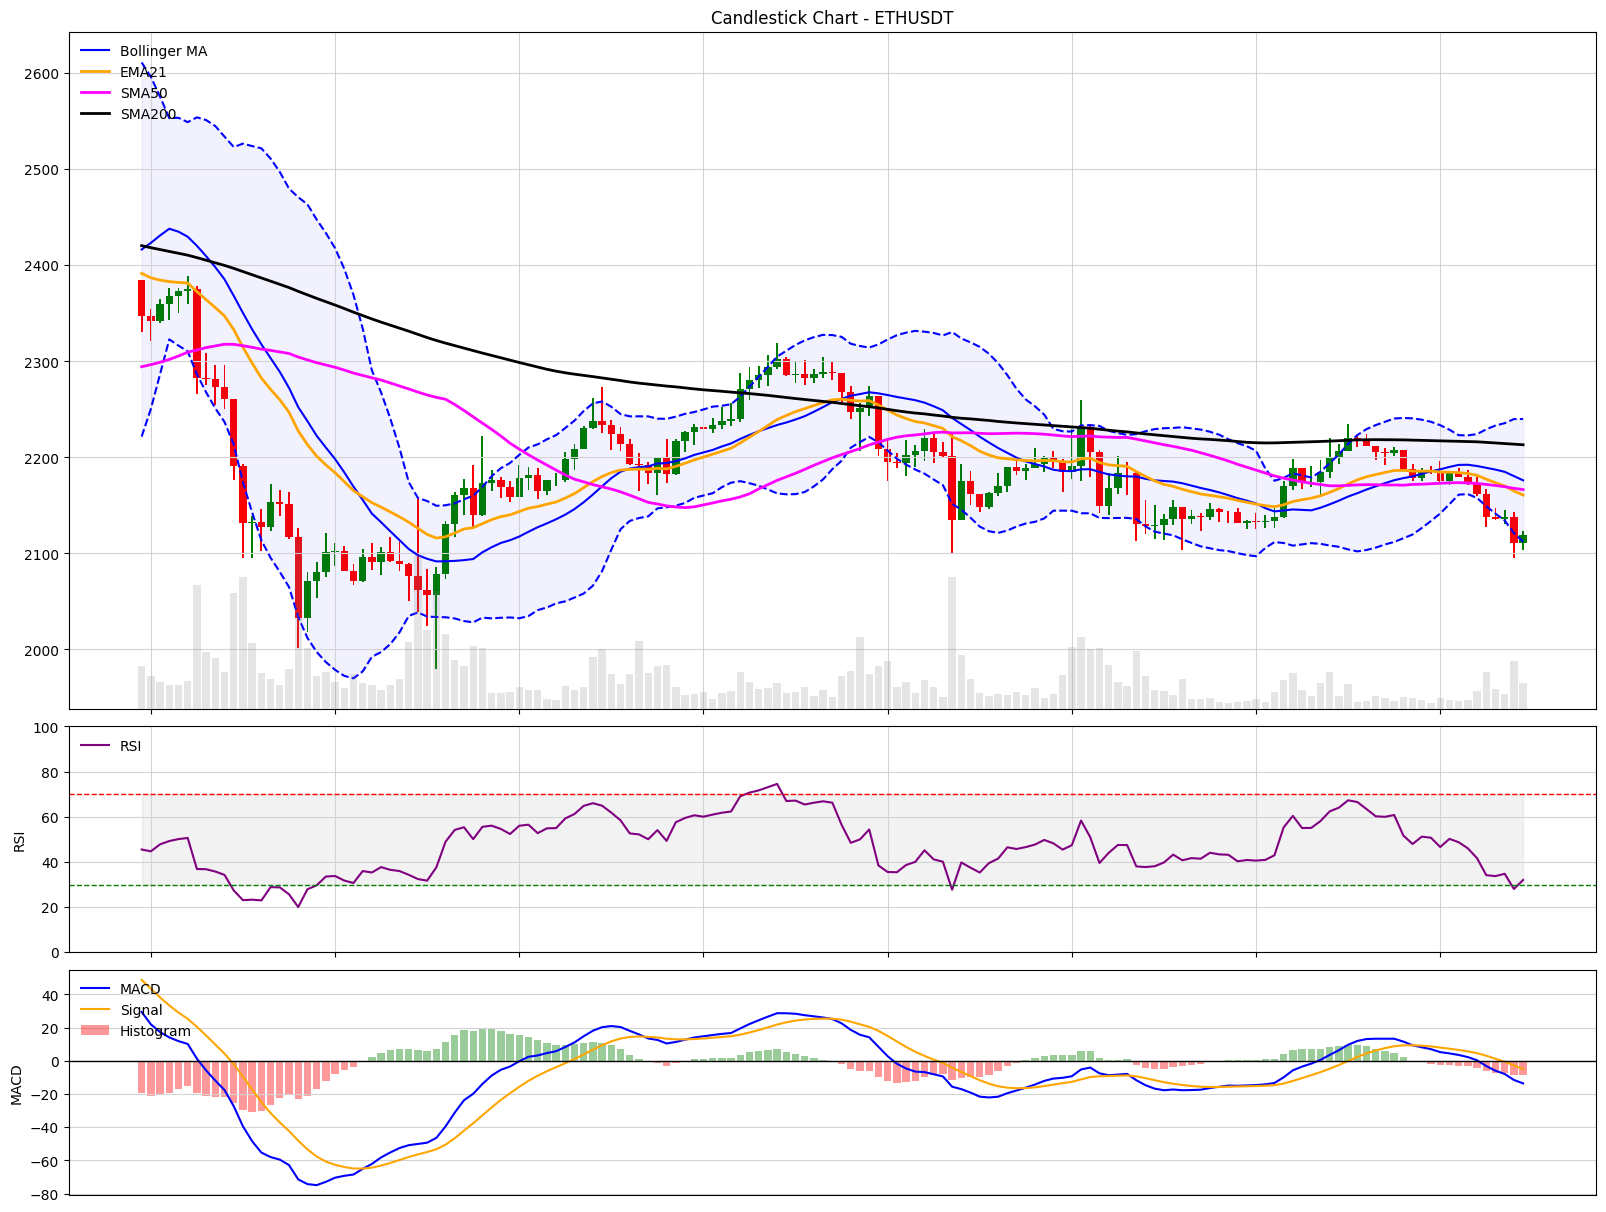 Candlestick Chart - ETHUSDT
Bollinger MA
EMA21
SMA50
SMA200
2600
2500
2400
2300
2200
2100
2000
RSI
100
80
60
40
20
0
RSI
MACD
Signal
Histogram
40
20
0
−20
−40
−60
−80
MACD